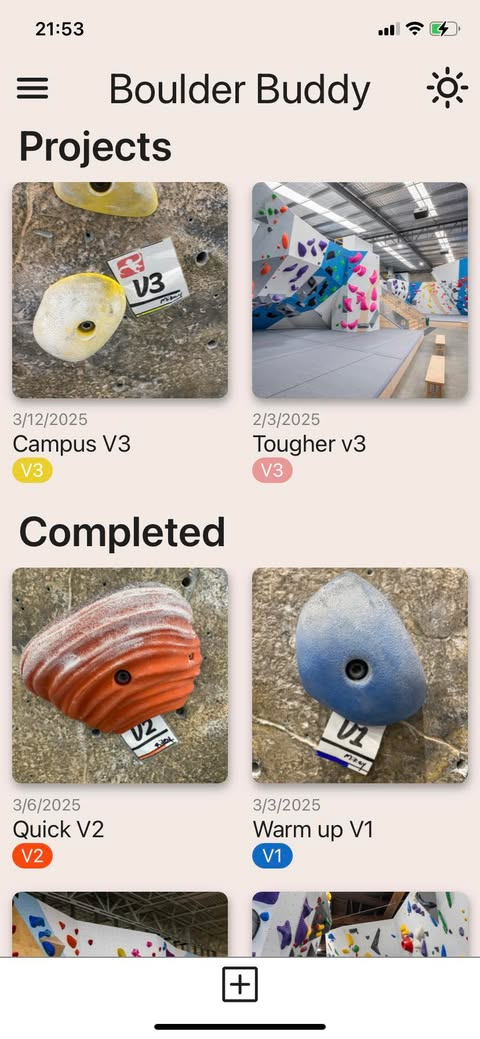 21:53
Boulder Buddy
Projects
V3
3/12/2025
Campus V3
V3
2/3/2025
Tougher v3
V3
Completed
V2
V1
3/6/2025
Quick V2
V2
3/3/2025
Warm up V1
V1